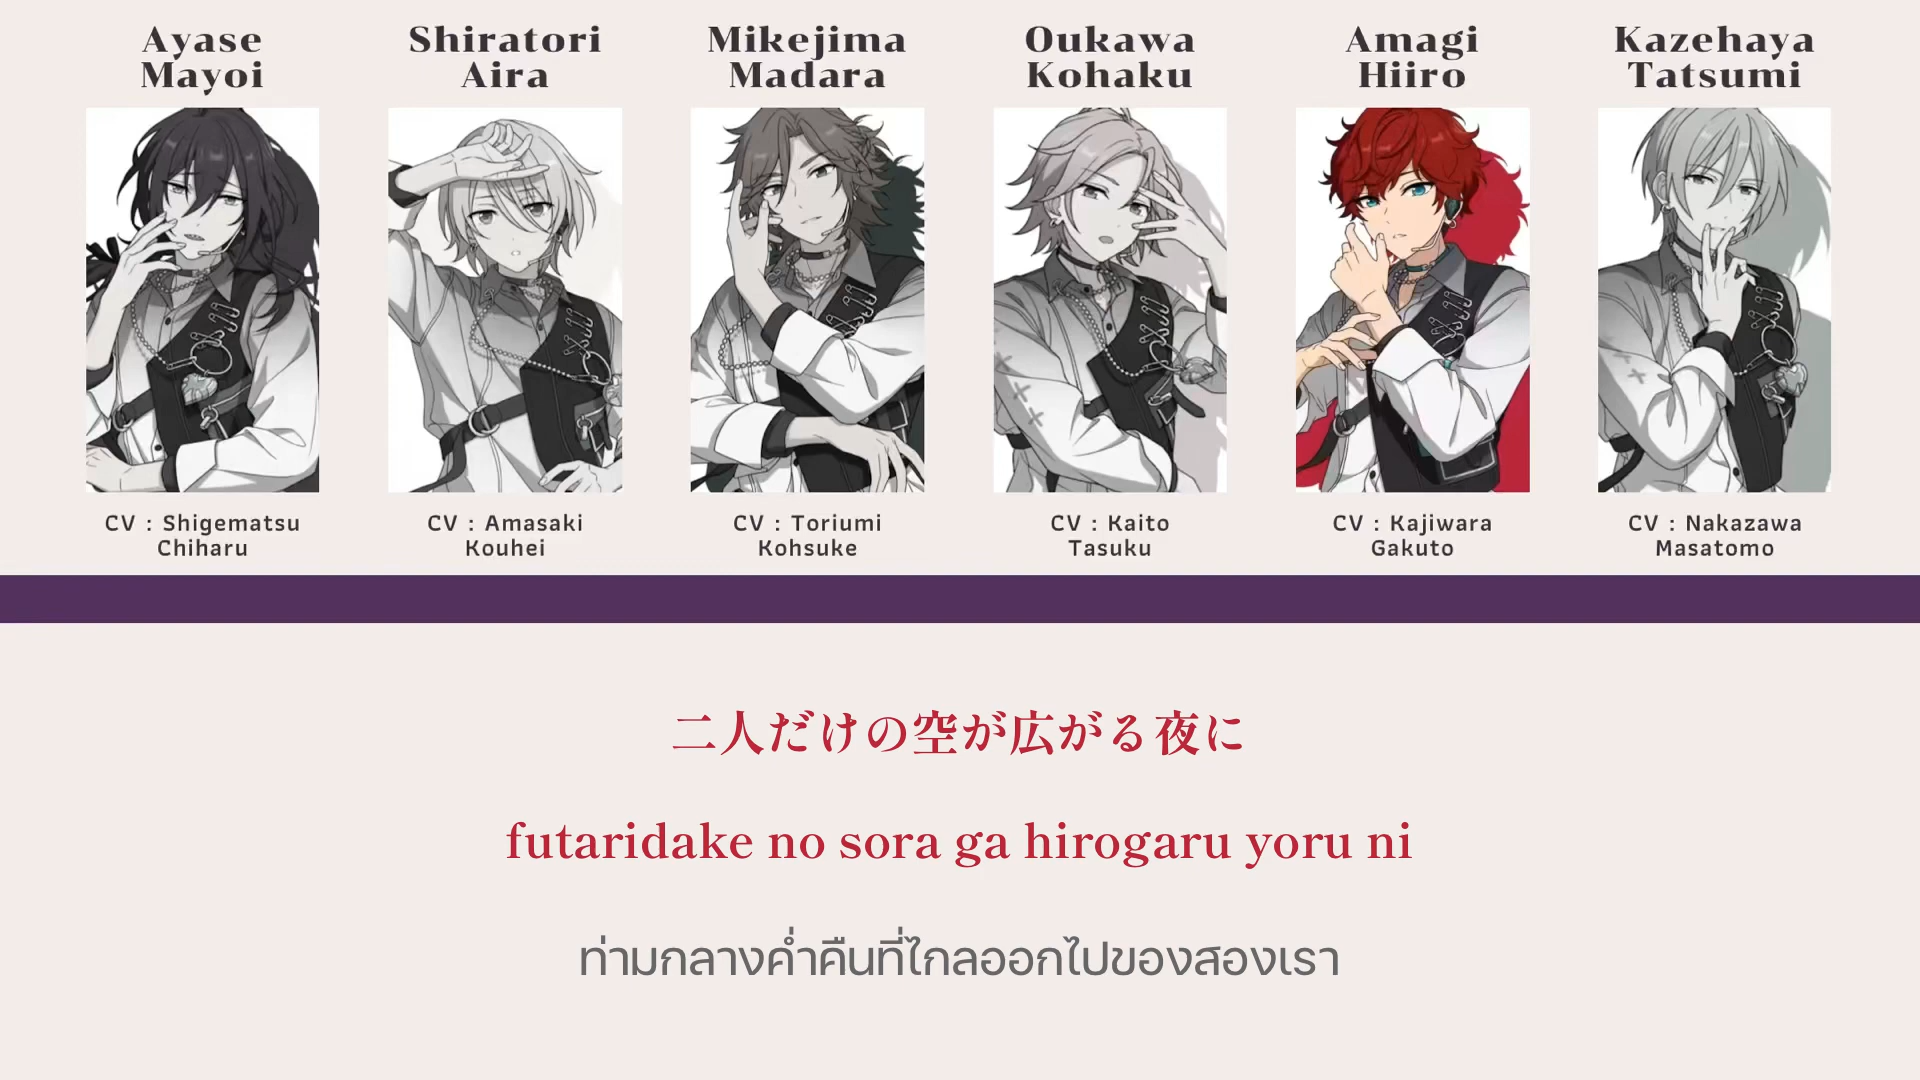 Ayase
Mayoi
Shiratori
Aira
Mikejima
Madara
Oukawa
Kohaku
Amagi
Hiiro
Kazehaya
Tatsumi
CV : Shigematsu
Chiharu
CV : Amasaki
Kouhei
CV : Toriumi
Kohsuke
CV : Kaito
Tasuku
CV : Kajiwara
Gakuto
CV : Nakazawa
Masatomo
二人だけの空が広がる夜に
futaridake no sora ga hirogaru yoru ni
ท่ามกลางค่ำคืนที่ไกลออกไปของสองเรา